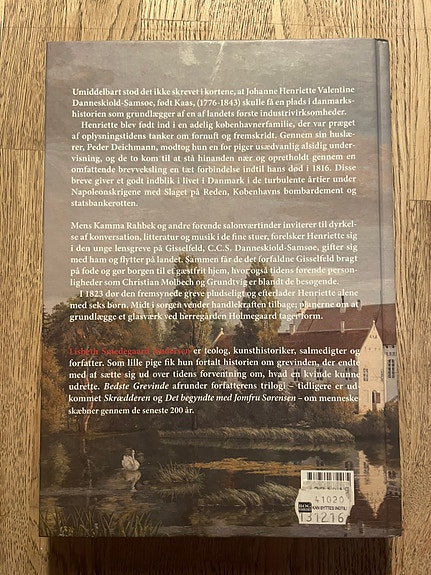 Umiddelbart stod det ikke skrevet i kortene, at Johanne Henriette Valentine
Danneskiold-Samsøe, født Kaas, (1776-1843) skulle få en plads i danmarks-
historien som grundlægger af en af landets første industrivirksomheder.
Henriette blev født ind i en adelig københavnerfamilie, der var præget
af oplysningstidens tanker om fornuft og fremskridt. Gennem sin huslæ-
rer, Peder Deichmann, modtog hun en for piger usædvanlig alsidig under-
visning, og de to kom til at stå hinanden nær og opretholdt gennem en
omfattende brevveksling en tæt forbindelse indtil hans død i 1816. Disse
breve giver et godt indblik i livet i Danmark i de turbulente årtier under
Napoleonskrigene med Slaget på Reden, Københavns bombardement og
statsbankerotten.
Mens Kamma Rahbek og andre førende salonværtinder inviterer til dyrkel-
se af konversation, litteratur og musik i de fine stuer, forelsker Henriette sig
i den unge lensgreve på Gisselfeld, C.C.S. Danneskiold-Samsøe, gifter sig
med ham og flytter på landet. Sammen får de det forfaldne Gisselfeld bragt
på fode og gør borgen til et gæstfrit hjem, hvor også tidens førende person-
ligheder som Christian Molbech og Grundtvig er blandt de besøgende.
I 1823 dør den fremsynede greve pludseligt og efterlader Henriette alene
med seks børn. Midt i sorgen vender handlekraften tilbage; planerne om at
grundlægge et glasværk ved herregården Holmegaard tager form.
Lisbeth Smedegaard Andersen er teolog, kunsthistoriker, salmedigter og
forfatter. Som lille pige fik hun fortalt historien om grevinden, der endte
med at sætte sig ud over tidens forventning om, hvad en kvinde kunne
udrette. Bedste Grevinde afrunder forfatterens trilogi – tidligere er ud-
kommet Skrædderen og Det begyndte med Jomfru Sørensen – om menneske-
skæbner gennem de seneste 200 år.
41020
BOG
KAN BYTTES INDTIL
131216